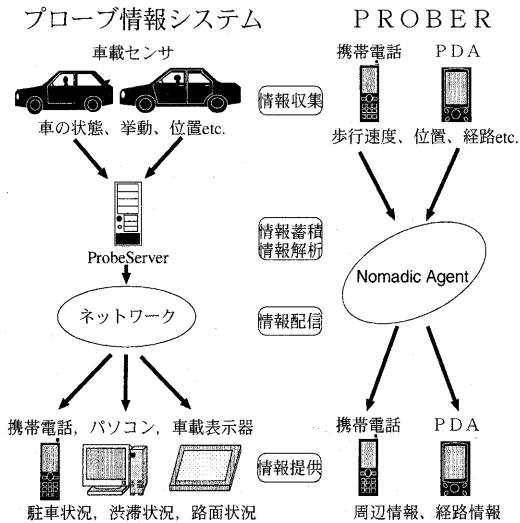 プローブ情報システム
車載センサ
車の状態、挙動、位置etc.
ProbeServer
ネットワーク
携帯電話, パソコン, 車載表示器
駐車状況, 渋滞状況, 路面状況
情報収集
情報蓄積
情報解析
情報配信
情報提供
ＰＲＯＢＥＲ
携帯電話 ＰＤＡ
歩行速度、位置、経路etc.
Nomadic Agent
携帯電話 ＰＤＡ
周辺情報、経路情報